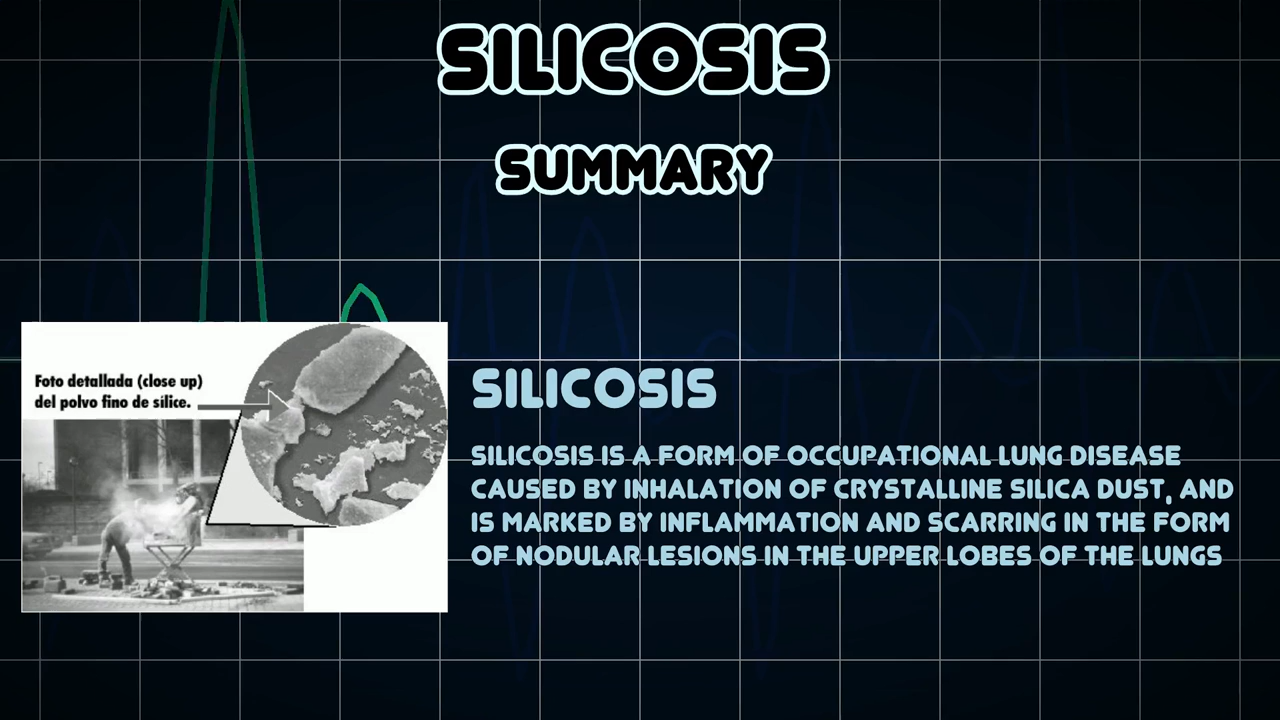 SILICOSIS
SUMMARY
Foto detallada (close up)
del polvo fino de sílice.
SILICOSIS
SILICOSIS IS A FORM OF OCCUPATIONAL LUNG DISEASE
CAUSED BY INHALATION OF CRYSTALLINE SILICA DUST, AND
IS MARKED BY INFLAMMATION AND SCARRING IN THE FORM
OF NODULAR LESIONS IN THE UPPER LOBES OF THE LUNGS